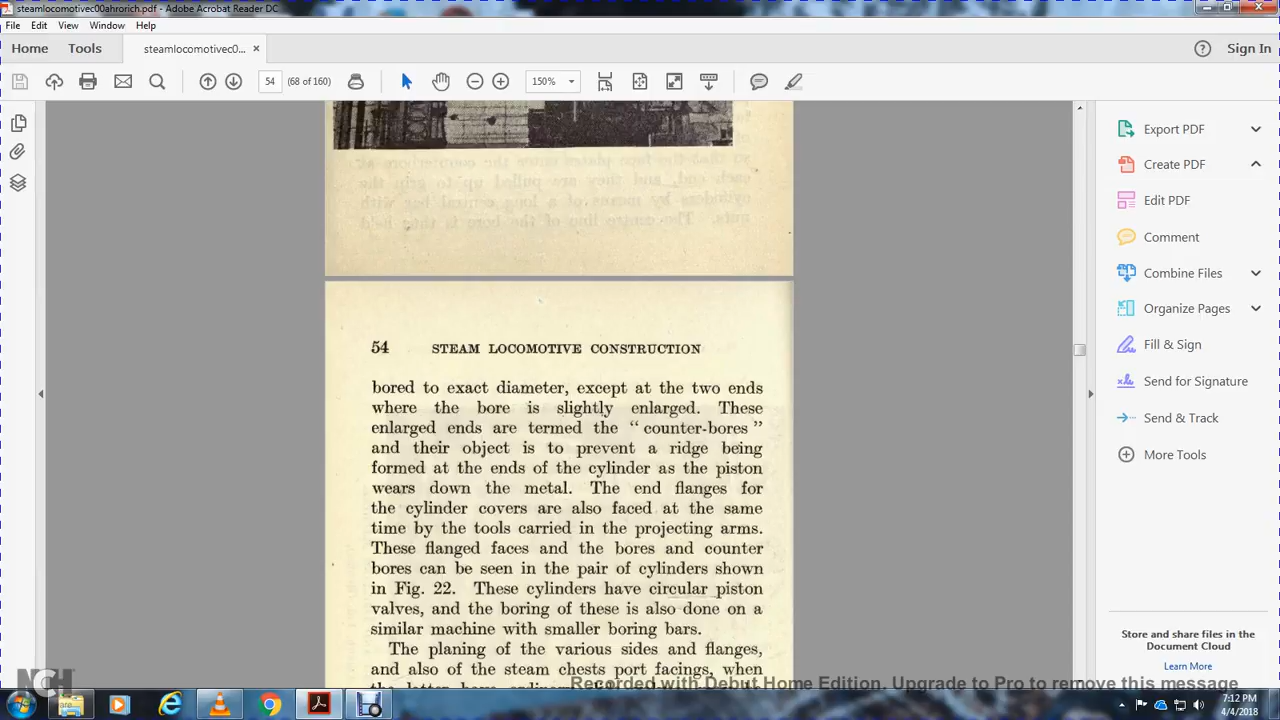 steamlocomotivec00ahrorich.pdf - Adobe Acrobat Reader DC
File Edit View Window Help
Home Tools steamlocomotivec0... × Sign In
54 (68 of 160) 150%
Export PDF
Create PDF
Edit PDF
Comment
Combine Files
Organize Pages
Fill & Sign
Send for Signature
Send & Track
More Tools
Store and share files in the
Document Cloud
Learn More
54 STEAM LOCOMOTIVE CONSTRUCTION
bored to exact diameter, except at the two ends
where the bore is slightly enlarged. These
enlarged ends are termed the “ counter-bores ”
and their object is to prevent a ridge being
formed at the ends of the cylinder as the piston
wears down the metal. The end flanges for
the cylinder covers are also faced at the same
time by the tools carried in the projecting arms.
These flanged faces and the bores and counter
bores can be seen in the pair of cylinders shown
in Fig. 22. These cylinders have circular piston
valves, and the boring of these is also done on a
similar machine with smaller boring bars.
The planing of the various sides and flanges,
and also of the steam chests port facings, when
NCH
Recorded with Debut Home Edition. Upgrade to Pro to remove this message
7:12 PM
4/4/2018